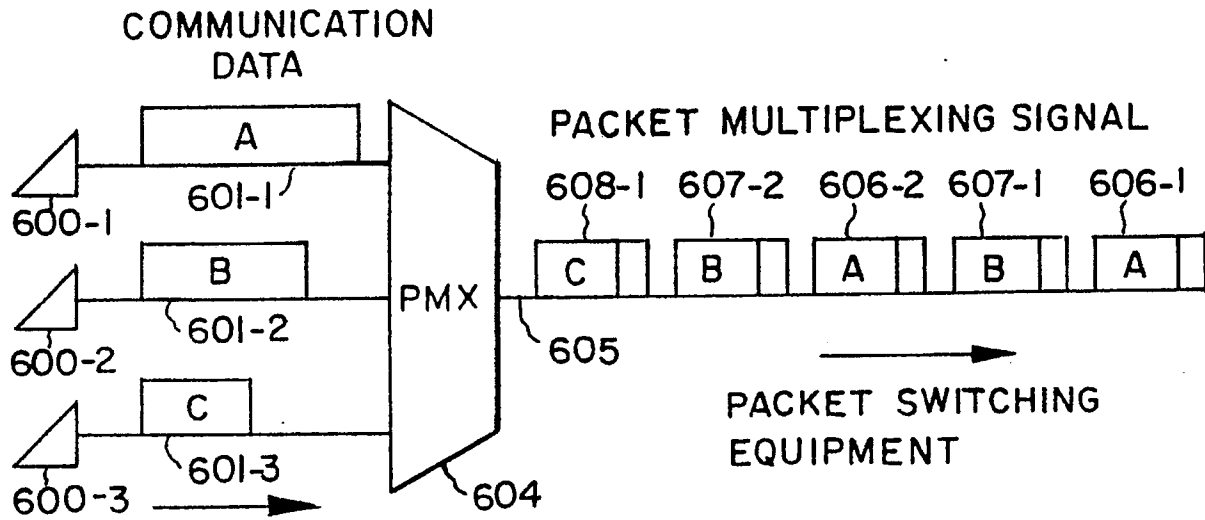 COMMUNICATION
DATA
PACKET MULTIPLEXING SIGNAL
A
601-1
600-1
608-1
607-2
606-2
607-1
606-1
B
601-2
600-2
PMX
C
B
A
B
A
605
C
601-3
600-3
604
PACKET SWITCHING
EQUIPMENT